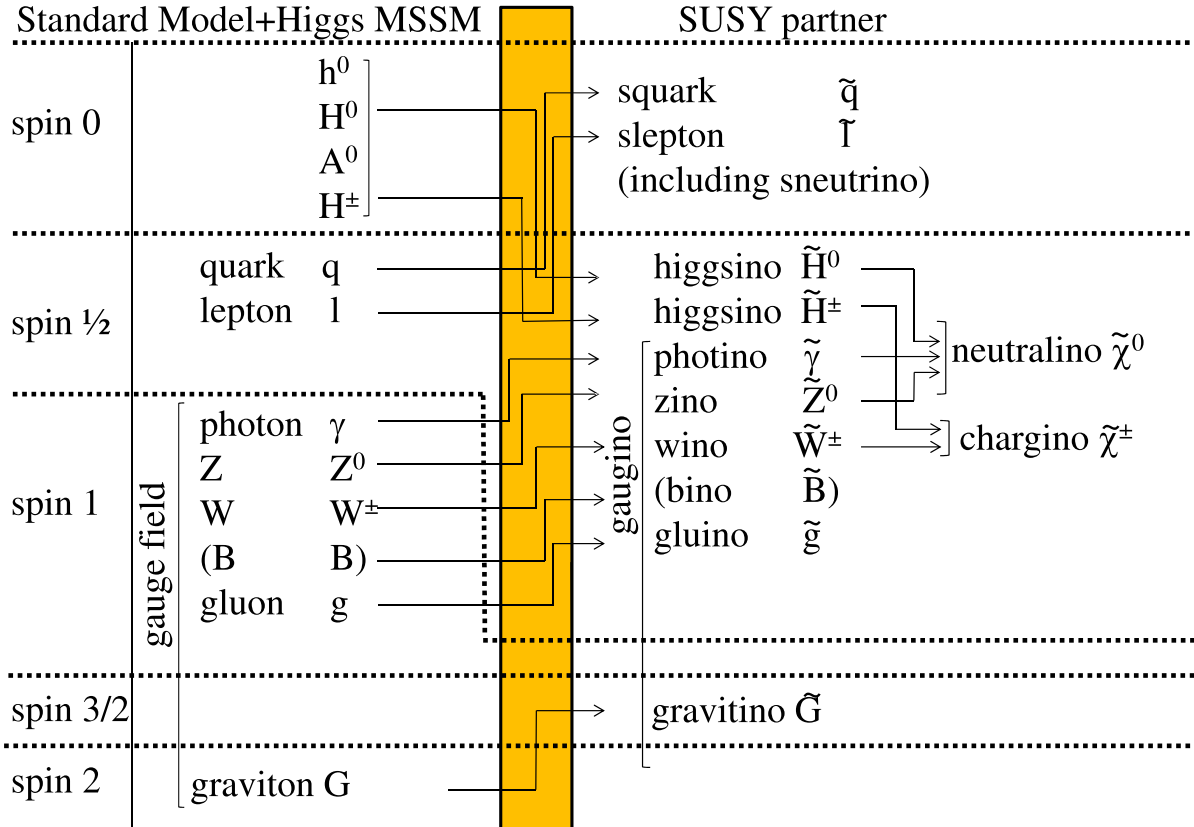 Standard Model+Higgs MSSM
SUSY partner
spin 0
h⁰
H⁰
A⁰
H±
squark q̃
slepton l̃
(including sneutrino)
spin ½
quark q
lepton l
higgsino H̃⁰
higgsino H̃±
gaugino
photino γ̃
zino Z̃⁰
wino W̃±
(bino B̃)
gluino g̃
neutralino χ̃⁰
chargino χ̃±
spin 1
gauge field
photon γ
Z Z⁰
W W±
(B B)
gluon g
spin 3/2
gravitino G̃
spin 2
graviton G